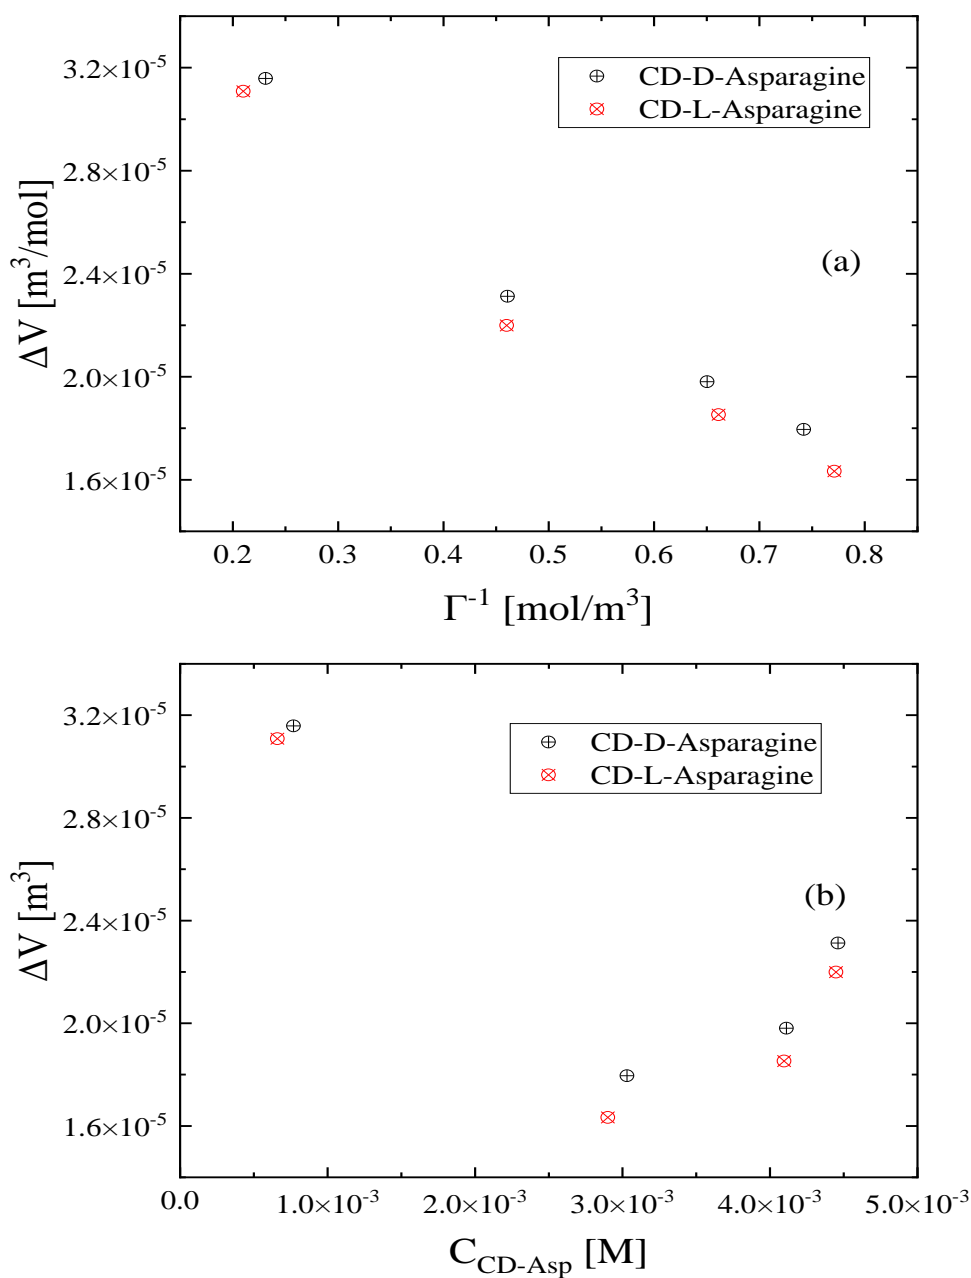 3.2×10⁻⁵
2.8×10⁻⁵
2.4×10⁻⁵
2.0×10⁻⁵
1.6×10⁻⁵
ΔV [m³/mol]
CD-D-Asparagine
CD-L-Asparagine
(a)
0.2 0.3 0.4 0.5 0.6 0.7 0.8
Γ⁻¹ [mol/m³]
3.2×10⁻⁵
2.8×10⁻⁵
2.4×10⁻⁵
2.0×10⁻⁵
1.6×10⁻⁵
ΔV [m³]
CD-D-Asparagine
CD-L-Asparagine
(b)
0.0 1.0×10⁻³ 2.0×10⁻³ 3.0×10⁻³ 4.0×10⁻³ 5.0×10⁻³
C_CD-Asp [M]